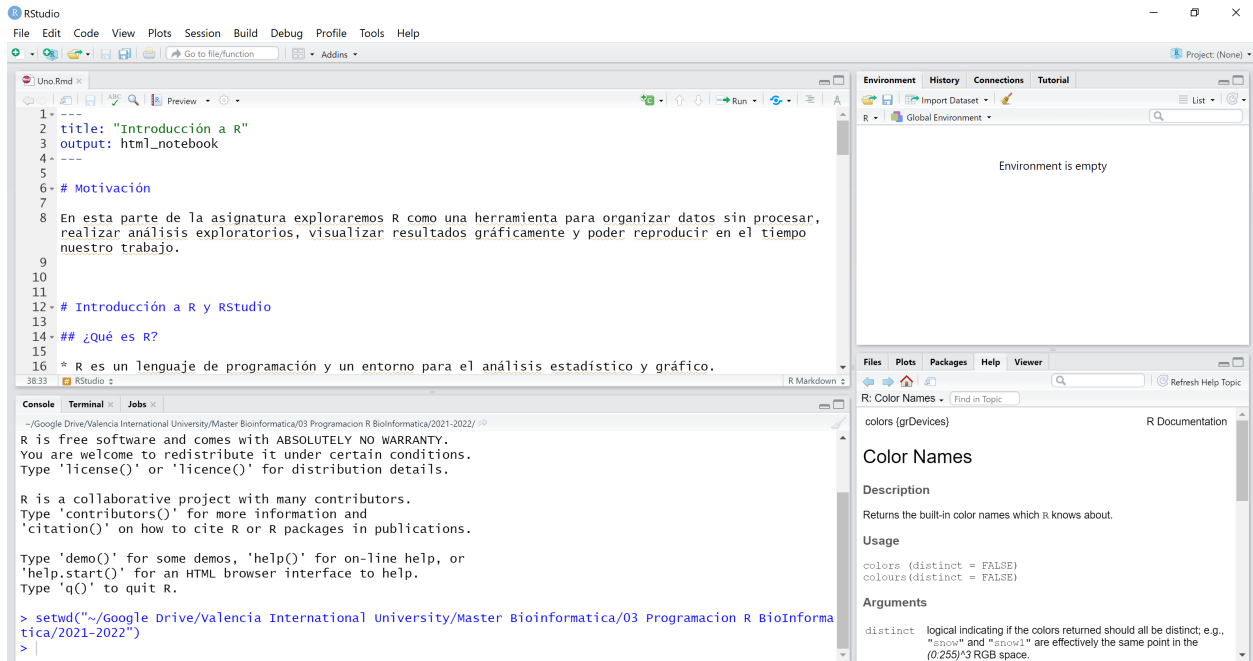 RStudio
File Edit Code View Plots Session Build Debug Profile Tools Help
Go to file/function Addins Project: (None)
Uno.Rmd
ABC Preview Run
1 ---
2 title: "Introducción a R"
3 output: html_notebook
4 ---
5
6 # Motivación
7
8 En esta parte de la asignatura exploraremos R como una herramienta para organizar datos sin procesar,
realizar análisis exploratorios, visualizar resultados gráficamente y poder reproducir en el tiempo
nuestro trabajo.
9
10
11
12 # Introducción a R y RStudio
13
14 ## ¿Qué es R?
15
16 * R es un lenguaje de programación y un entorno para el análisis estadístico y gráfico.
38:33 # RStudio R Markdown
Console Terminal Jobs
~/Google Drive/Valencia International University/Master Bioinformatica/03 Programacion R BioInformatica/2021-2022/
R is free software and comes with ABSOLUTELY NO WARRANTY.
You are welcome to redistribute it under certain conditions.
Type 'license()' or 'licence()' for distribution details.
R is a collaborative project with many contributors.
Type 'contributors()' for more information and
'citation()' on how to cite R or R packages in publications.
Type 'demo()' for some demos, 'help()' for on-line help, or
'help.start()' for an HTML browser interface to help.
Type 'q()' to quit R.
> setwd("~/Google Drive/Valencia International University/Master Bioinformatica/03 Programacion R BioInforma
tica/2021-2022")
>
Environment History Connections Tutorial
Import Dataset List
R Global Environment
Environment is empty
Files Plots Packages Help Viewer
Refresh Help Topic
R: Color Names Find in Topic
colors {grDevices} R Documentation
Color Names
Description
Returns the built-in color names which R knows about.
Usage
colors (distinct = FALSE)
colours(distinct = FALSE)
Arguments
distinct logical indicating if the colors returned should all be distinct; e.g.,
"snow" and "snow1" are effectively the same point in the
(0:255)^3 RGB space.